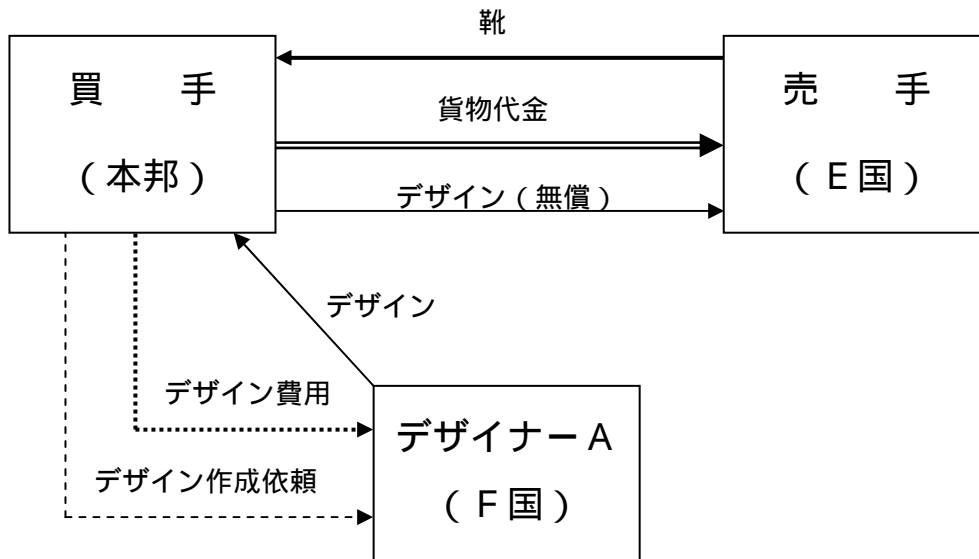 靴
買　　手
（本邦）
貨物代金
デザイン（無償）
売　　手
（Ｅ国）
デザイン
デザイン費用
デザイン作成依頼
デザイナーＡ
（Ｆ国）